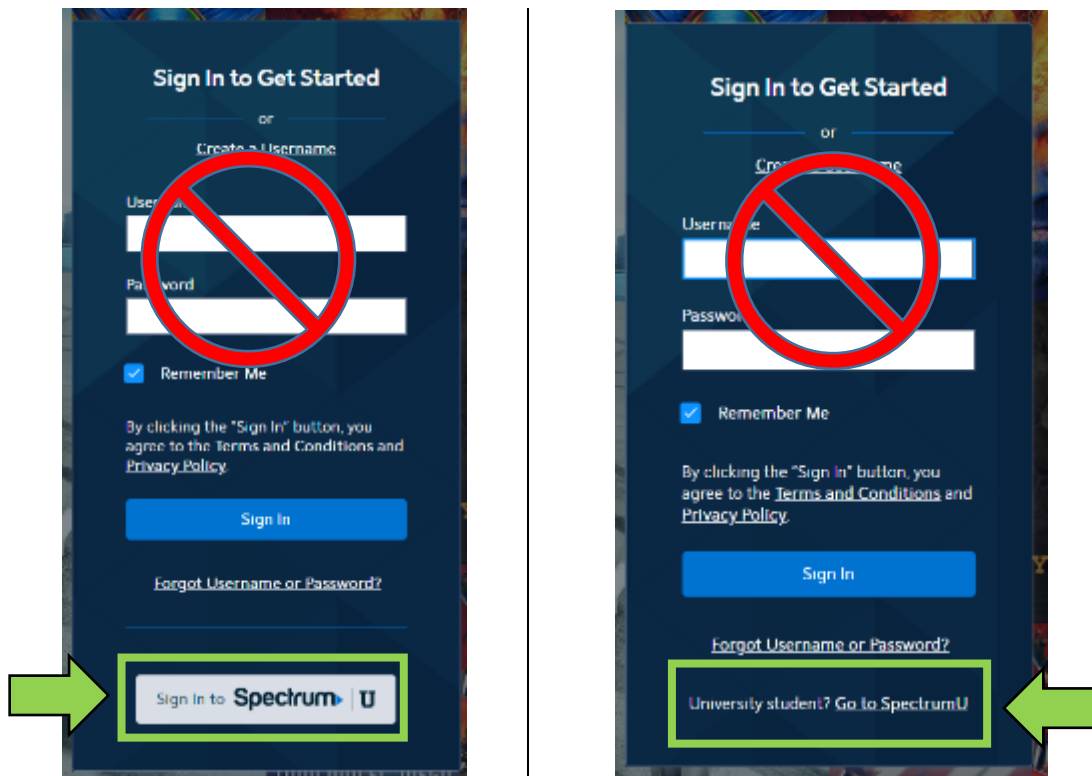 Sign In to Get Started
or
Create a Username
Password
Remember Me
By clicking the "Sign In" button, you
agree to the Terms and Conditions and
Privacy Policy.
Sign In
Forgot Username or Password?
Sign In to Spectrum U
Sign In to Get Started
or
Username
Password
Remember Me
By clicking the "Sign In" button, you
agree to the Terms and Conditions and
Privacy Policy.
Sign In
Forgot Username or Password?
University student? Go to SpectrumU